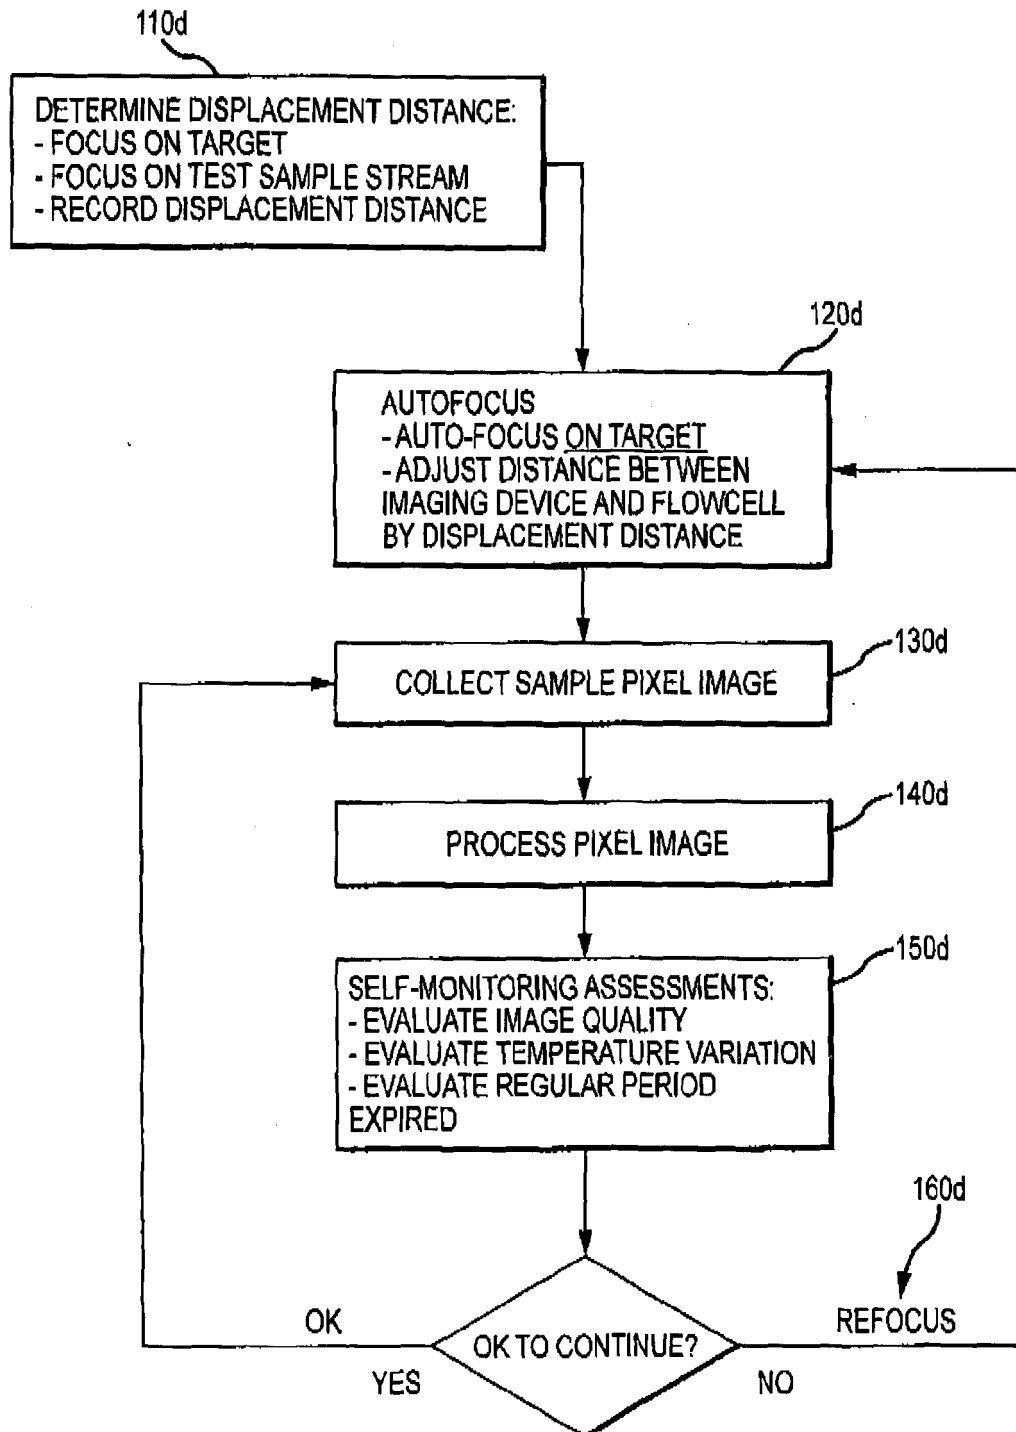 110d
DETERMINE DISPLACEMENT DISTANCE:
- FOCUS ON TARGET
- FOCUS ON TEST SAMPLE STREAM
- RECORD DISPLACEMENT DISTANCE
120d
AUTOFOCUS
- AUTO-FOCUS ON TARGET
- ADJUST DISTANCE BETWEEN
IMAGING DEVICE AND FLOWCELL
BY DISPLACEMENT DISTANCE
130d
COLLECT SAMPLE PIXEL IMAGE
140d
PROCESS PIXEL IMAGE
150d
SELF-MONITORING ASSESSMENTS:
- EVALUATE IMAGE QUALITY
- EVALUATE TEMPERATURE VARIATION
- EVALUATE REGULAR PERIOD
EXPIRED
160d
OK
REFOCUS
OK TO CONTINUE?
YES
NO